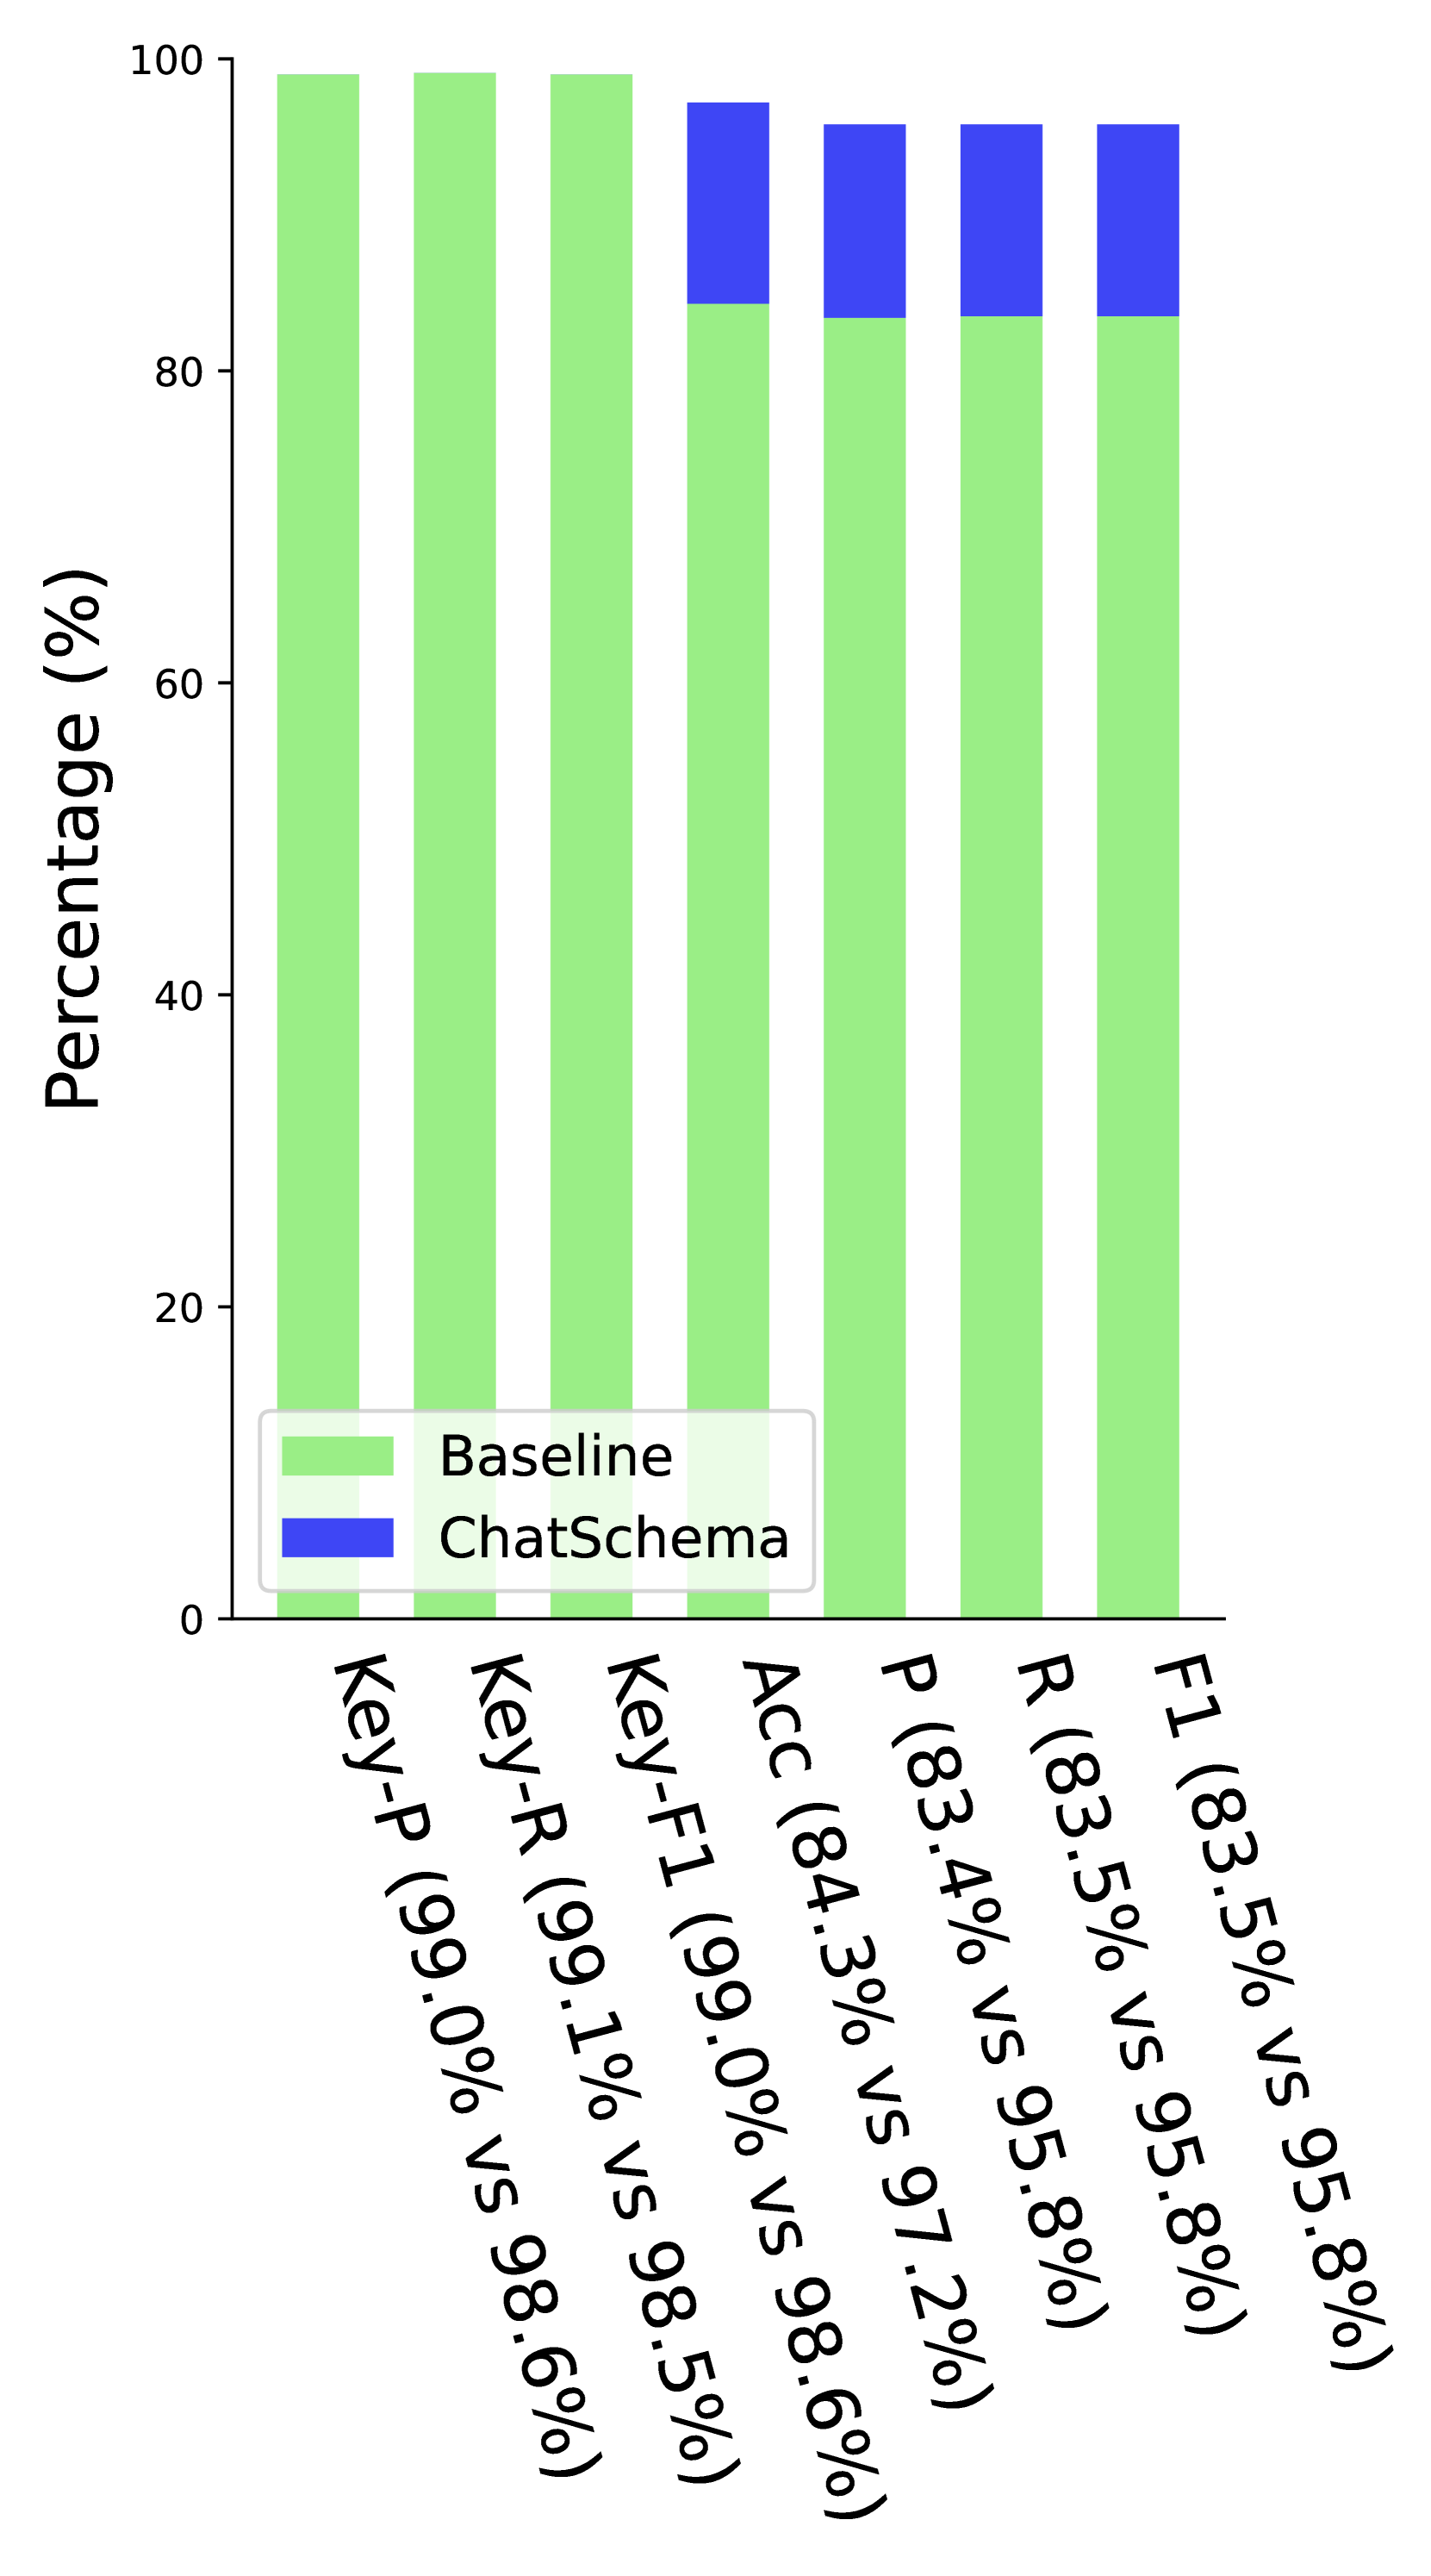 Percentage (%)
100
80
60
40
20
0
Baseline
ChatSchema
Key-P (99.0% vs 98.6%)
Key-R (99.1% vs 98.5%)
Key-F1 (99.0% vs 98.6%)
Acc (84.3% vs 97.2%)
P (83.4% vs 95.8%)
R (83.5% vs 95.8%)
F1 (83.5% vs 95.8%)